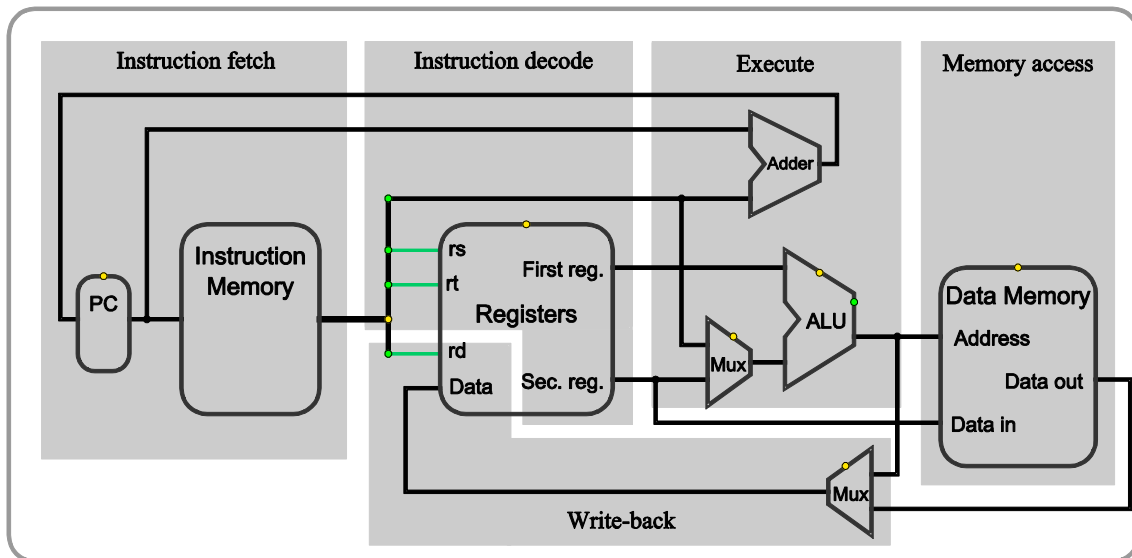 Instruction fetch
Instruction decode
Execute
Memory access
Adder
Instruction
Memory
PC
rs
rt
Registers
rd
Data
First reg.
Sec. reg.
Mux
ALU
Data Memory
Address
Data out
Data in
Mux
Write-back